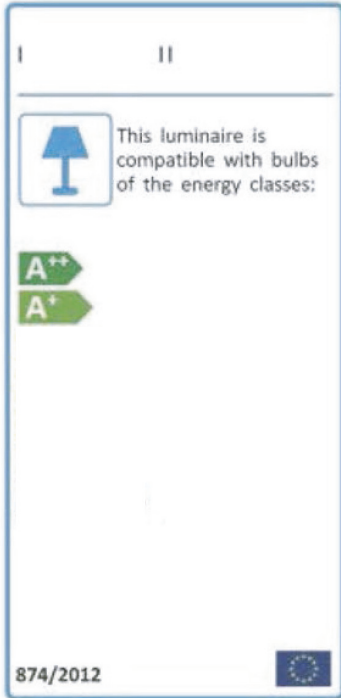 I II
This luminaire is
compatible with bulbs
of the energy classes:
A++
A+
874/2012